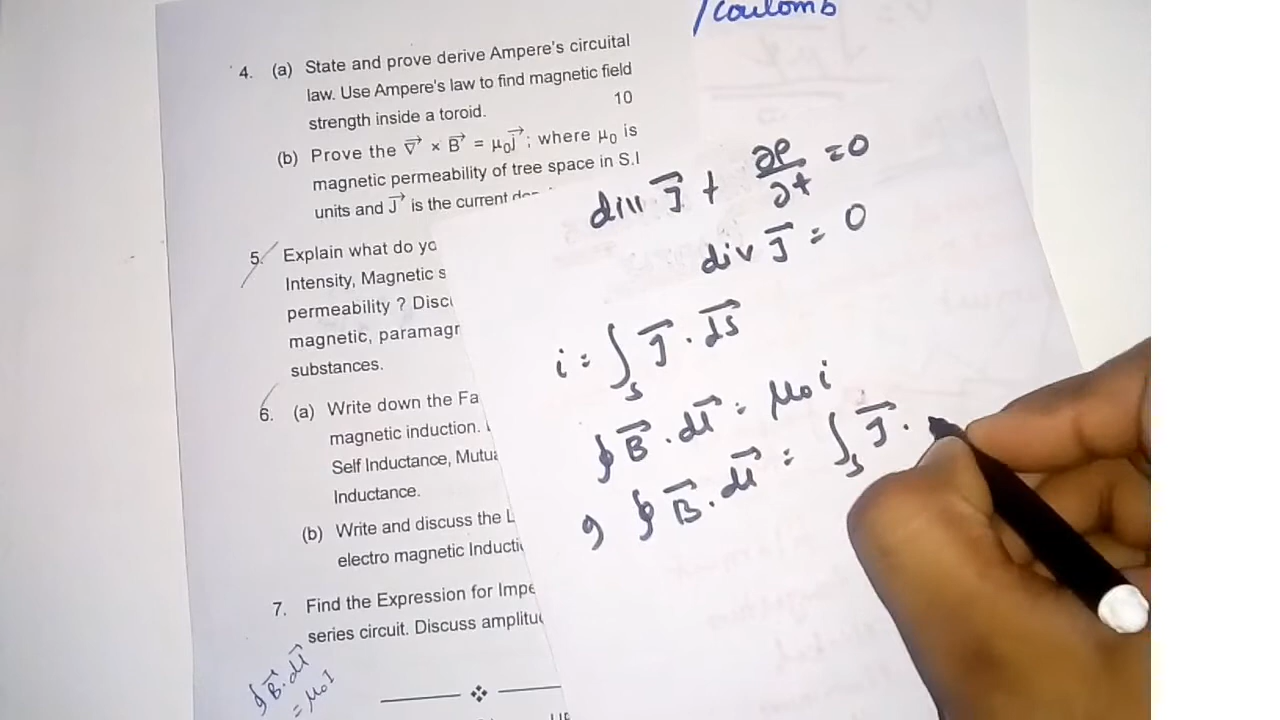 /Coulomb
4. (a) State and prove derive Ampere's circuital
law. Use Ampere's law to find magnetic field
strength inside a toroid. 10
(b) Prove the ∇⃗ × B⃗ = μ₀j⃗ ; where μ₀ is
magnetic permeability of tree space in S.I
units and J⃗ is the current
5. Explain what do yo
Intensity, Magnetic s
permeability ? Disc
magnetic, paramagr
substances.
6. (a) Write down the Fa
magnetic induction.
Self Inductance, Mutua
Inductance.
(b) Write and discuss the L
electro magnetic Inducti
7. Find the Expression for Impe
series circuit. Discuss amplitu
∮B⃗.dl⃗
= μ₀I
div J⃗ + ∂ρ/∂t = 0
div J⃗ = 0
i = ∫ₛ J⃗ . ds⃗
∮ B⃗ . dl⃗ = μ₀ i
∮ B⃗ . dl⃗ = ∫ₛ J⃗ .